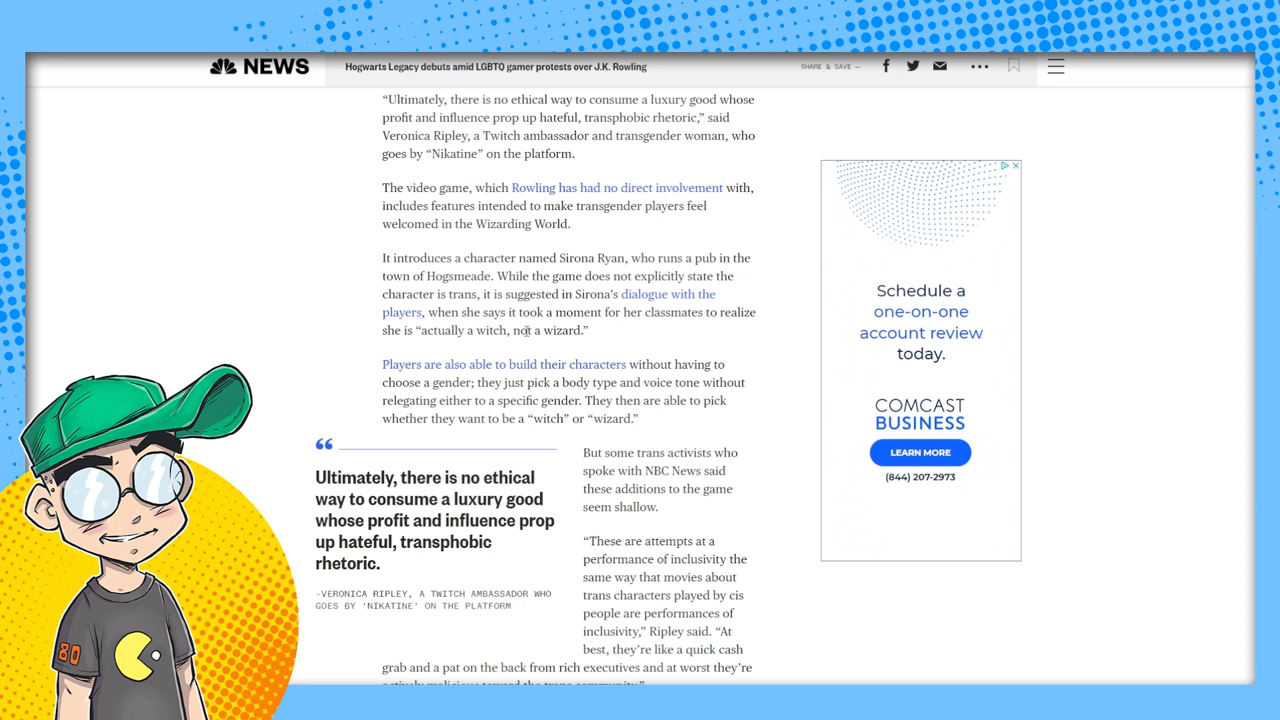 NEWS
Hogwarts Legacy debuts amid LGBTQ gamer protests over J.K. Rowling
SHARE & SAVE —
“Ultimately, there is no ethical way to consume a luxury good whose
profit and influence prop up hateful, transphobic rhetoric,” said
Veronica Ripley, a Twitch ambassador and transgender woman, who
goes by “Nikatine” on the platform.
The video game, which Rowling has had no direct involvement with,
includes features intended to make transgender players feel
welcomed in the Wizarding World.
It introduces a character named Sirona Ryan, who runs a pub in the
town of Hogsmeade. While the game does not explicitly state the
character is trans, it is suggested in Sirona’s dialogue with the
players, when she says it took a moment for her classmates to realize
she is “actually a witch, not a wizard.”
Players are also able to build their characters without having to
choose a gender; they just pick a body type and voice tone without
relegating either to a specific gender. They then are able to pick
whether they want to be a “witch” or “wizard.”
“
Ultimately, there is no ethical
way to consume a luxury good
whose profit and influence prop
up hateful, transphobic
rhetoric.
-VERONICA RIPLEY, A TWITCH AMBASSADOR WHO
GOES BY 'NIKATINE' ON THE PLATFORM
But some trans activists who
spoke with NBC News said
these additions to the game
seem shallow.
“These are attempts at a
performance of inclusivity the
same way that movies about
trans characters played by cis
people are performances of
inclusivity,” Ripley said. “At
best, they’re like a quick cash
grab and a pat on the back from rich executives and at worst they’re
actively malicious toward the trans community.”
Schedule a
one-on-one
account review
today.
COMCAST
BUSINESS
LEARN MORE
(844) 207-2973
80